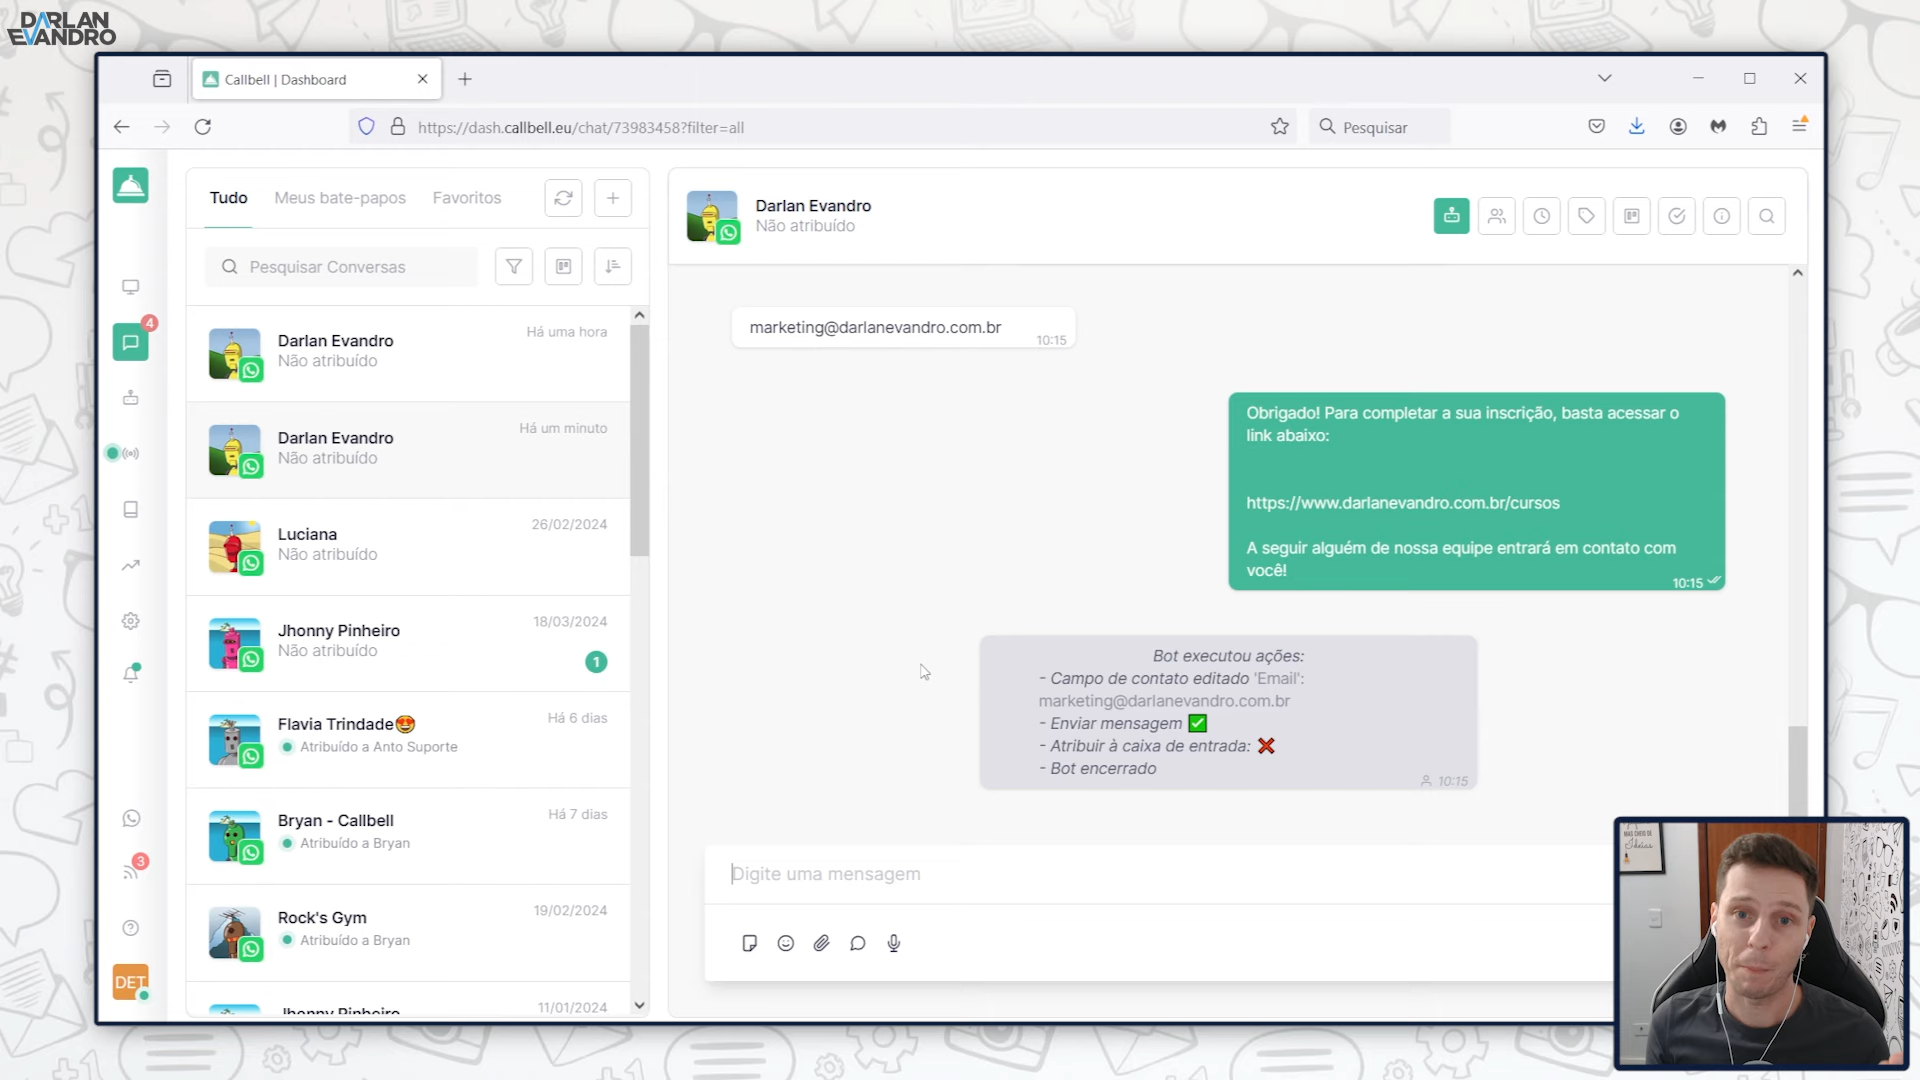 DARLAN
EVANDRO
Callbell | Dashboard
https://dash.callbell.eu/chat/73983458?filter=all
Pesquisar
Tudo
Meus bate-papos
Favoritos
Pesquisar Conversas
Darlan Evandro
Não atribuído
Há uma hora
Darlan Evandro
Não atribuído
Há um minuto
Luciana
Não atribuído
26/02/2024
Jhonny Pinheiro
Não atribuído
18/03/2024
1
Flavia Trindade😍
Atribuído a Anto Suporte
Há 6 dias
Bryan - Callbell
Atribuído a Bryan
Há 7 dias
Rock's Gym
Atribuído a Bryan
19/02/2024
Jhonny Pinheiro
11/01/2024
4
3
DET
Darlan Evandro
Não atribuído
marketing@darlanevandro.com.br
10:15
Obrigado! Para completar a sua inscrição, basta acessar o
link abaixo:
https://www.darlanevandro.com.br/cursos
A seguir alguém de nossa equipe entrará em contato com
você!
10:15
Bot executou ações:
- Campo de contato editado 'Email':
marketing@darlanevandro.com.br
- Enviar mensagem ✅
- Atribuir à caixa de entrada: ❌
- Bot encerrado
10:15
Digite uma mensagem